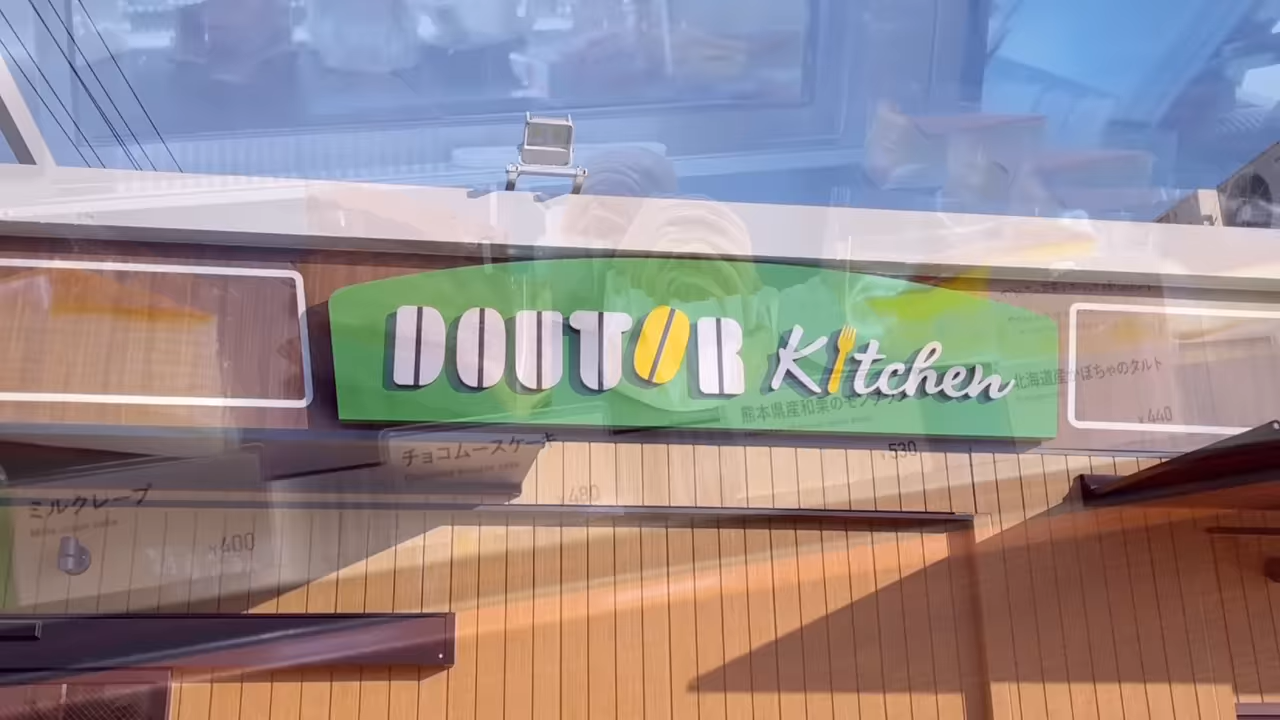 DOUTOR Kitchen
北海道産かぼちゃのタルト
¥440
熊本県産和栗のモンブラン
¥530
チョコムースケーキ
¥480
ミルクレープ
¥400